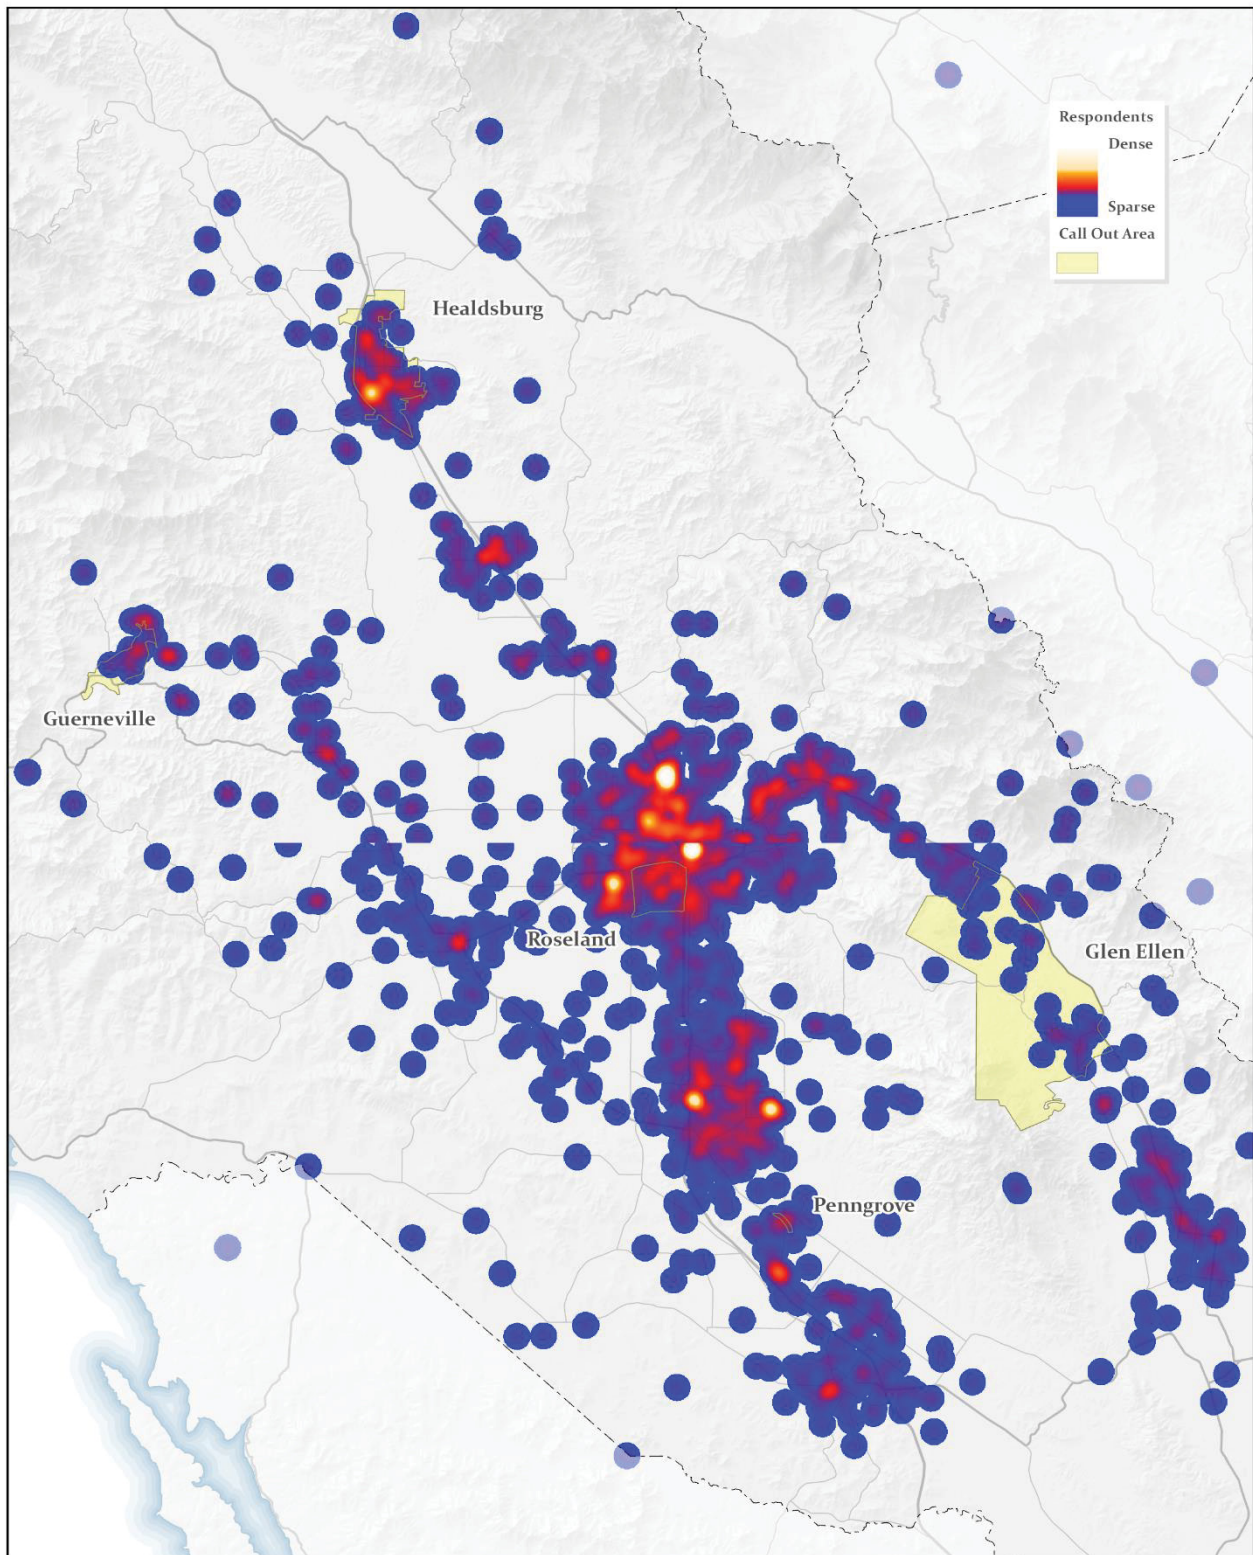 Respondents
Dense
Sparse
Call Out Area
Healdsburg
Guerneville
Roseland
Glen Ellen
Penngrove